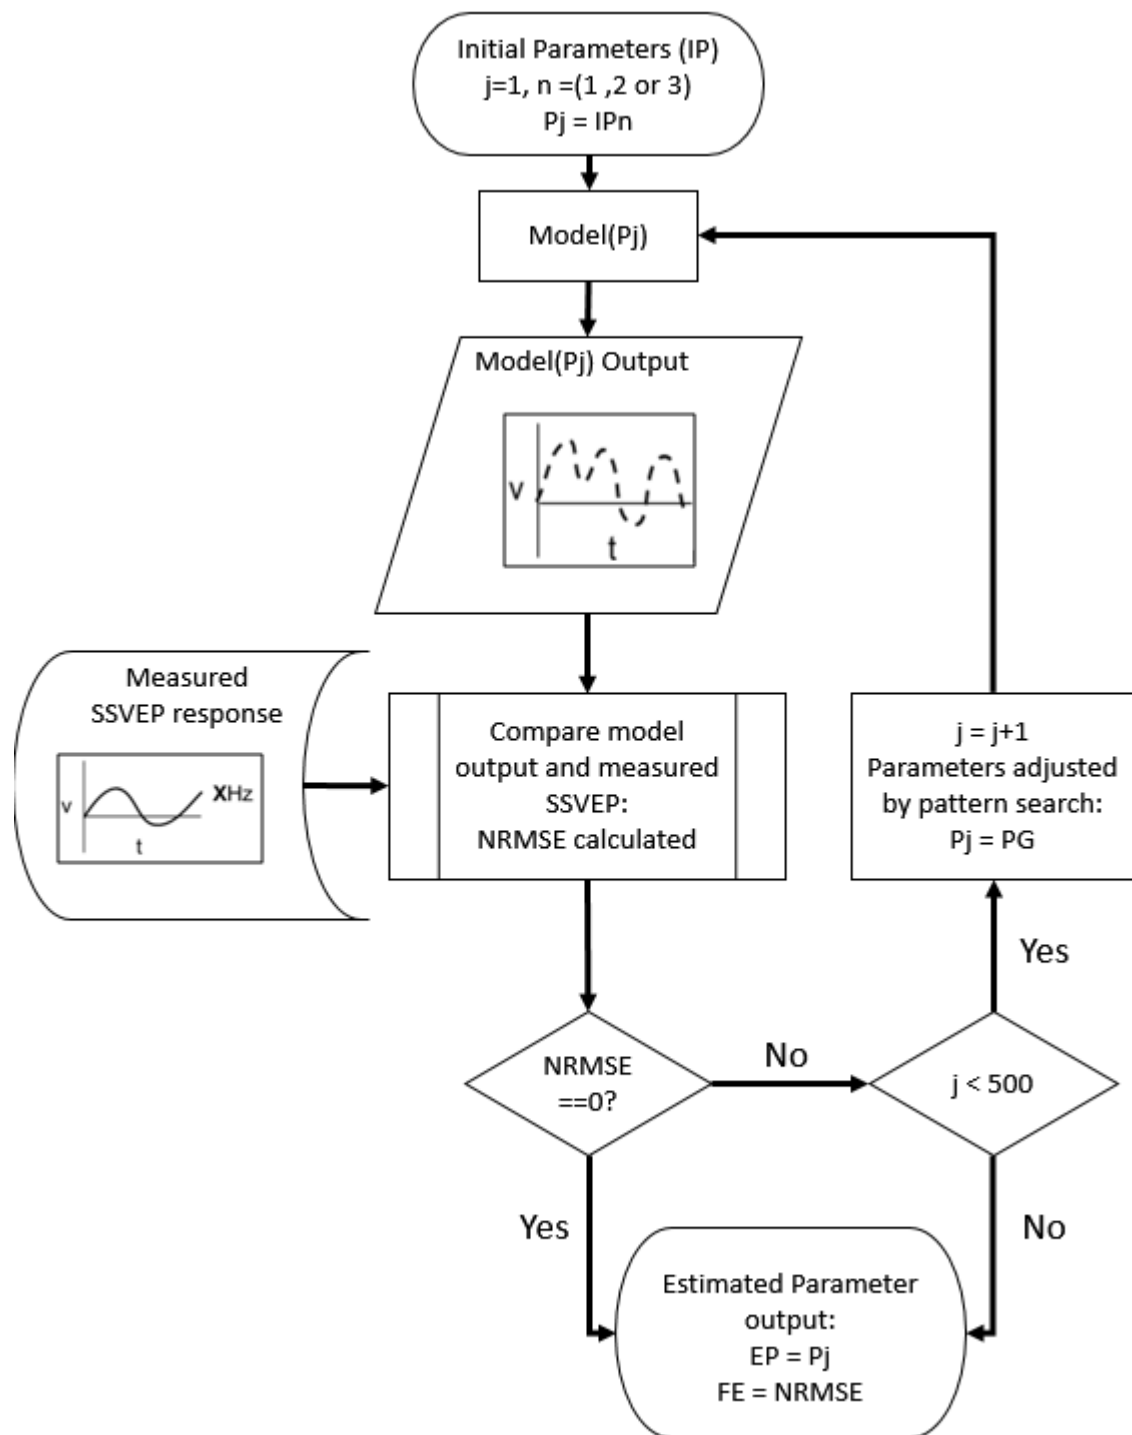 Initial Parameters (IP)
j=1, n =(1 ,2 or 3)
Pj = IPn
Model(Pj)
Model(Pj) Output
v
t
Measured
SSVEP response
v
XHz
t
Compare model
output and measured
SSVEP:
NRMSE calculated
j = j+1
Parameters adjusted
by pattern search:
Pj = PG
Yes
NRMSE
==0?
No
j < 500
Yes
No
Estimated Parameter
output:
EP = Pj
FE = NRMSE